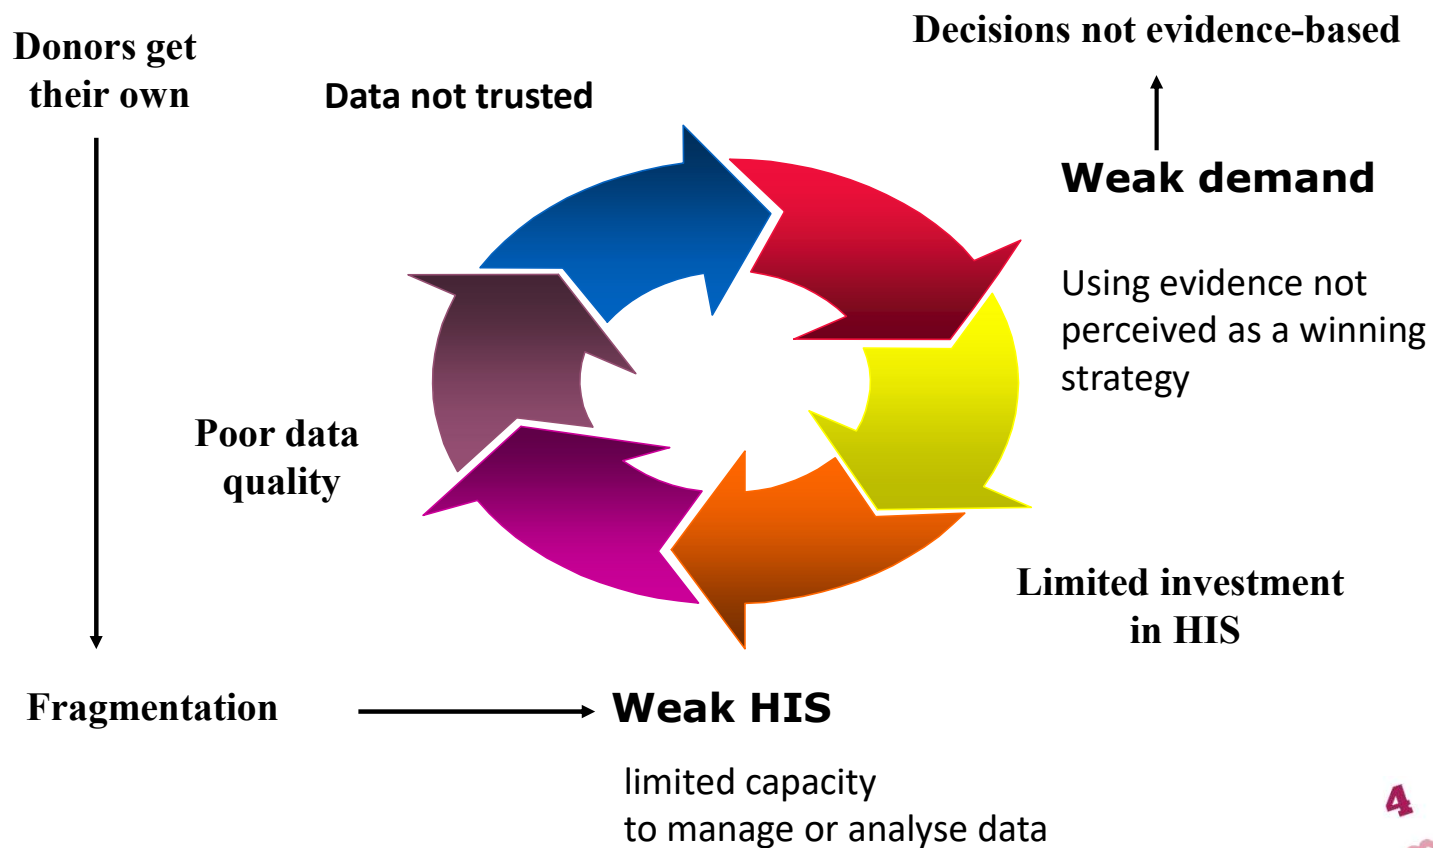 Donors get
their own
Data not trusted
Decisions not evidence-based
Weak demand
Using evidence not
perceived as a winning
strategy
Poor data
quality
Limited investment
in HIS
Fragmentation
Weak HIS
limited capacity
to manage or analyse data
4